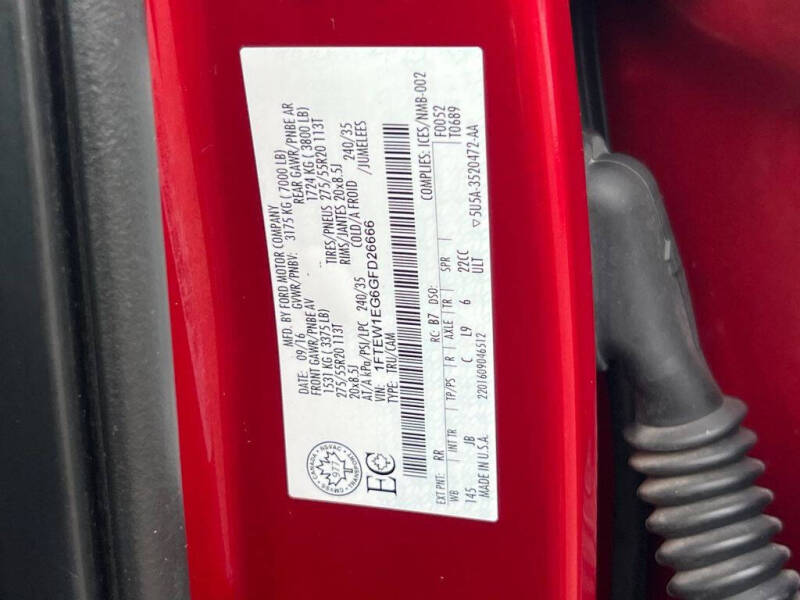 MFD. BY FORD MOTOR COMPANY
DATE: 09/16 GVWR/PNBV: 3175 KG ( 7000 LB)
FRONT GAWR/PNBE AV REAR GAWR/PNBE AR
1531 KG ( 3375 LB) 1724 KG ( 3800 LB)
275/55R20 113T TIRES/PNEUS 275/55R20 113T
20x8.5J RIMS/JANTES 20x8.5J
AT/A kPa/PSI/LPC 240/35 COLD/A FROID 240/35
VIN: 1FTEW1EG6GFD26666 /JUMELEES
TYPE: TRU/CAM
CANADA
977
EC
COMPLIES: ICES/NMB-002
EXT PNT: RR RC: B7 DSO: F0052
WB INT TR TP/PS R AXLE TR SPR T0689
145 JB C L9 6 22CC
ULT
MADE IN U.S.A. 2201609046512 ▽5U5A-3520472-AA